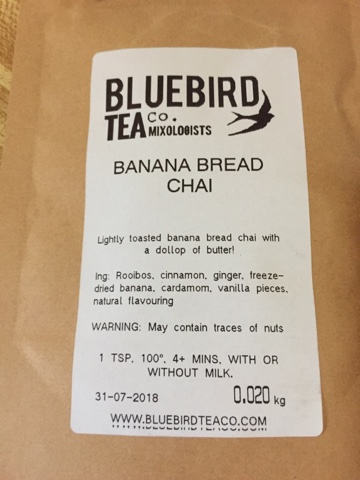 BLUEBIRD
TEA Co. MIXOLOGISTS
BANANA BREAD
CHAI
Lightly toasted banana bread chai with
a dollop of butter!
Ing: Rooibos, cinnamon, ginger, freeze-
dried banana, cardamom, vanilla pieces,
natural flavouring
WARNING: May contain traces of nuts
1 TSP, 100°, 4+ MINS, WITH OR
WITHOUT MILK.
31-07-2018 0.020 kg
WWW.BLUEBIRDTEACO.COM